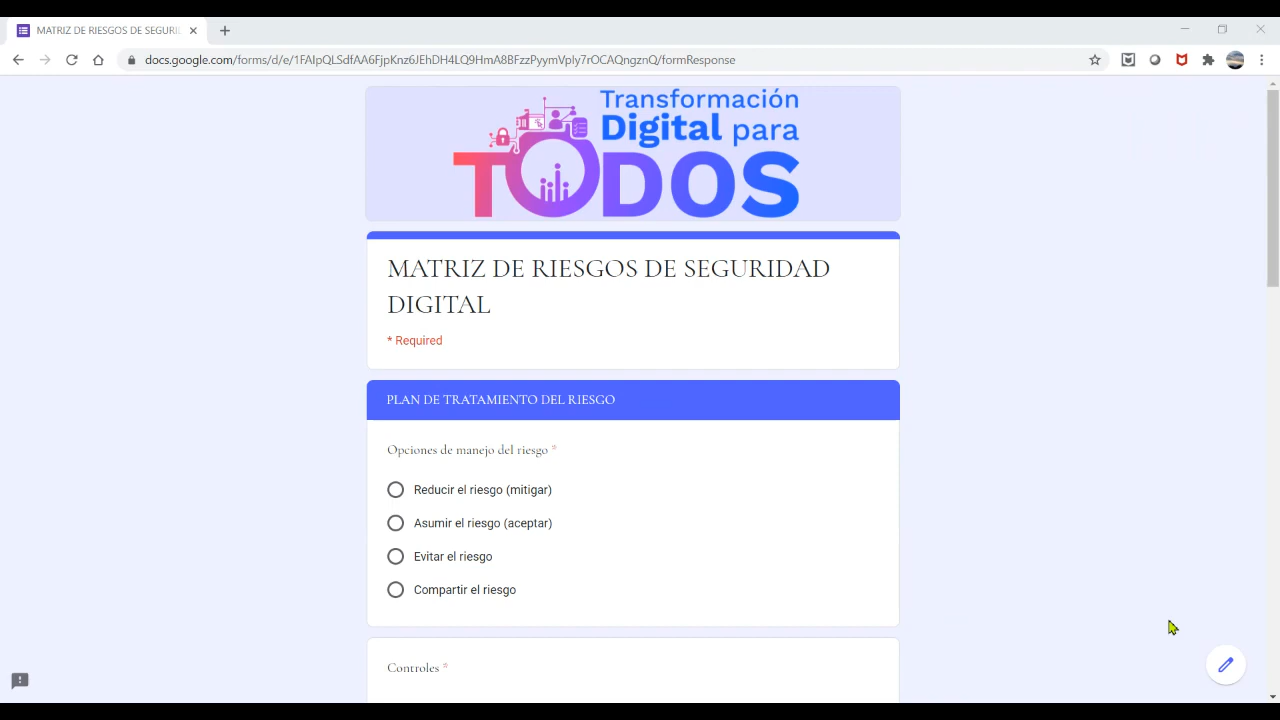 MATRIZ DE RIESGOS DE SEGURI
docs.google.com/forms/d/e/1FAIpQLSdfAA6FjpKnz6JEhDH4LQ9HmA8BFzzPyymVply7rOCAQngznQ/formResponse
Transformación
Digital para
TODOS
MATRIZ DE RIESGOS DE SEGURIDAD
DIGITAL
* Required
PLAN DE TRATAMIENTO DEL RIESGO
Opciones de manejo del riesgo *
Reducir el riesgo (mitigar)
Asumir el riesgo (aceptar)
Evitar el riesgo
Compartir el riesgo
Controles *